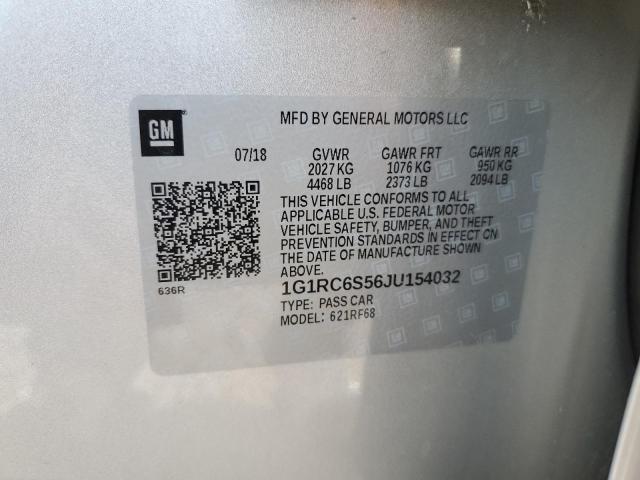 GM
MFD BY GENERAL MOTORS LLC
07/18 GVWR GAWR FRT GAWR RR
2027 KG 1076 KG 950 KG
4468 LB 2373 LB 2094 LB
THIS VEHICLE CONFORMS TO ALL
APPLICABLE U.S. FEDERAL MOTOR
VEHICLE SAFETY, BUMPER, AND THEFT
PREVENTION STANDARDS IN EFFECT ON
THE DATE OF MANUFACTURE SHOWN
ABOVE.
636R
1G1RC6S56JU154032
TYPE: PASS CAR
MODEL: 621RF68